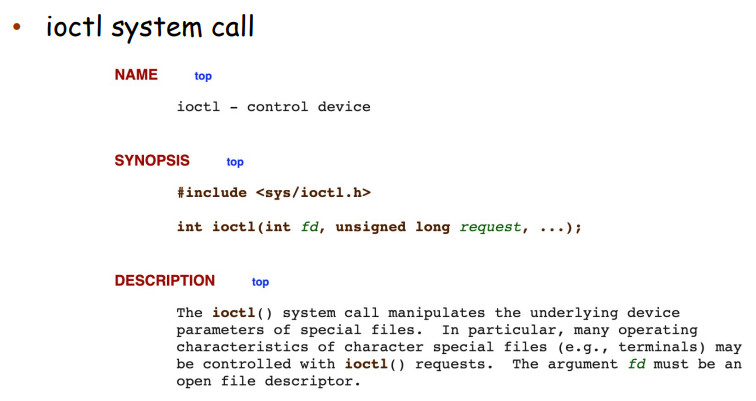 • ioctl system call
NAME top
ioctl – control device
SYNOPSIS top
#include <sys/ioctl.h>
int ioctl(int fd, unsigned long request, ...);
DESCRIPTION top
The ioctl() system call manipulates the underlying device
parameters of special files. In particular, many operating
characteristics of character special files (e.g., terminals) may
be controlled with ioctl() requests. The argument fd must be an
open file descriptor.